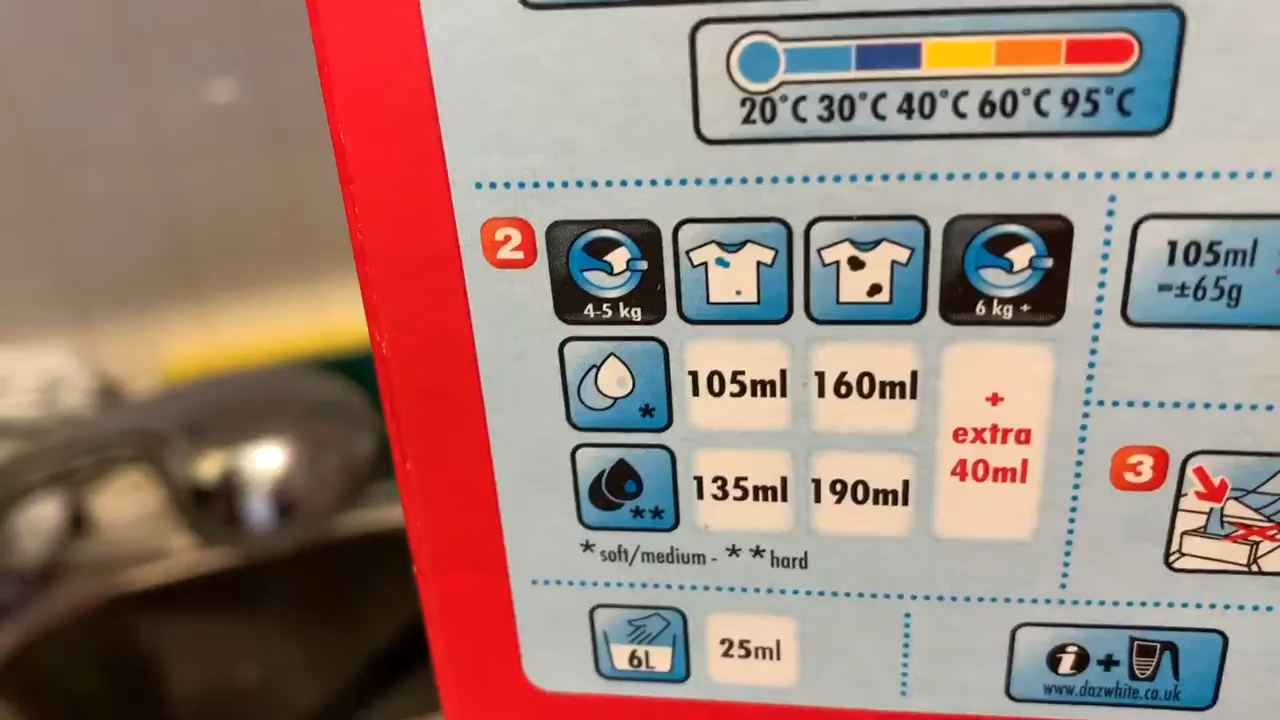 20°C 30°C 40°C 60°C 95°C
2
4-5 kg
6 kg +
105ml
=±65g
* 105ml 160ml
+
extra
40ml
** 135ml 190ml
3
*soft/medium - **hard
6L 25ml
i +
www.dazwhite.co.uk